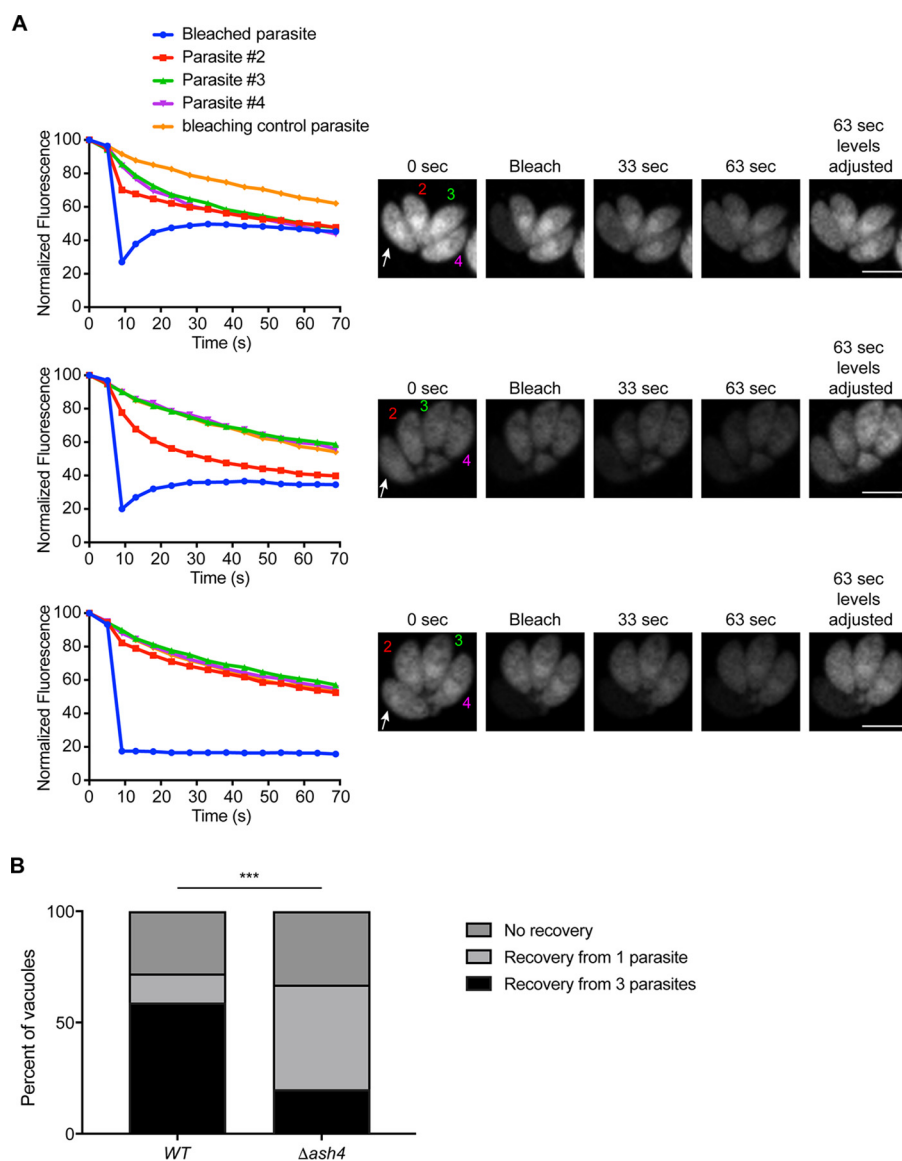 A
Bleached parasite
Parasite #2
Parasite #3
Parasite #4
bleaching control parasite
Normalized Fluorescence
100
80
60
40
20
0
0 10 20 30 40 50 60 70
Time (s)
0 sec
Bleach
33 sec
63 sec
63 sec
levels
adjusted
2
3
4
Normalized Fluorescence
100
80
60
40
20
0
0 10 20 30 40 50 60 70
Time (s)
0 sec
Bleach
33 sec
63 sec
63 sec
levels
adjusted
2
3
4
Normalized Fluorescence
100
80
60
40
20
0
0 10 20 30 40 50 60 70
Time (s)
0 sec
Bleach
33 sec
63 sec
63 sec
levels
adjusted
2
3
4
B
***
Percent of vacuoles
100
50
0
WT
Δash4
No recovery
Recovery from 1 parasite
Recovery from 3 parasites